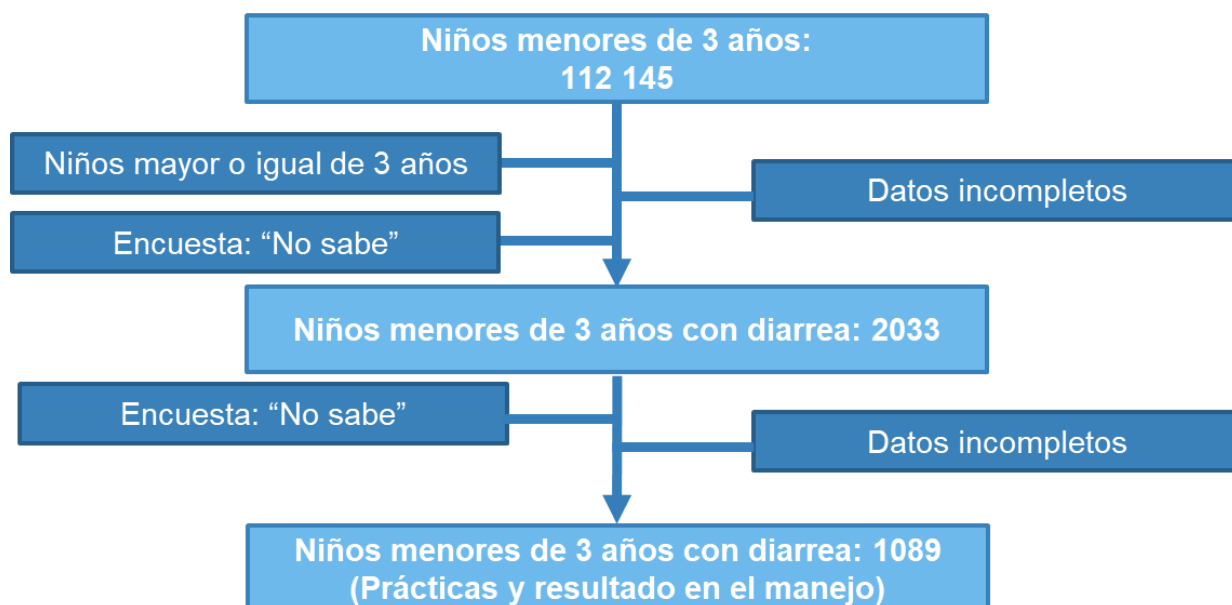 Niños menores de 3 años:
112 145
Niños mayor o igual de 3 años
Datos incompletos
Encuesta: “No sabe”
Niños menores de 3 años con diarrea: 2033
Encuesta: “No sabe”
Datos incompletos
Niños menores de 3 años con diarrea: 1089
(Prácticas y resultado en el manejo)